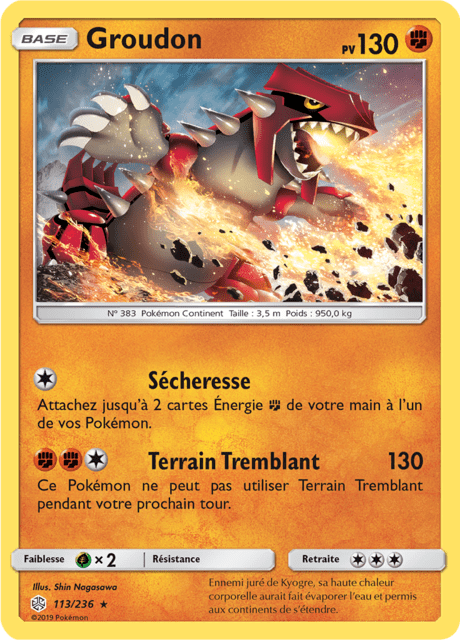 BASE Groudon PV 130
N° 383 Pokémon Continent Taille : 3,5 m Poids : 950,0 kg
Sécheresse
Attachez jusqu'à 2 cartes Énergie de votre main à l'un
de vos Pokémon.
Terrain Tremblant 130
Ce Pokémon ne peut pas utiliser Terrain Tremblant
pendant votre prochain tour.
Faiblesse ×2 Résistance Retraite
Illus. Shin Nagasawa
113/236 ★
©2019 Pokémon
Ennemi juré de Kyogre, sa haute chaleur
corporelle aurait fait évaporer l'eau et permis
aux continents de s'étendre.